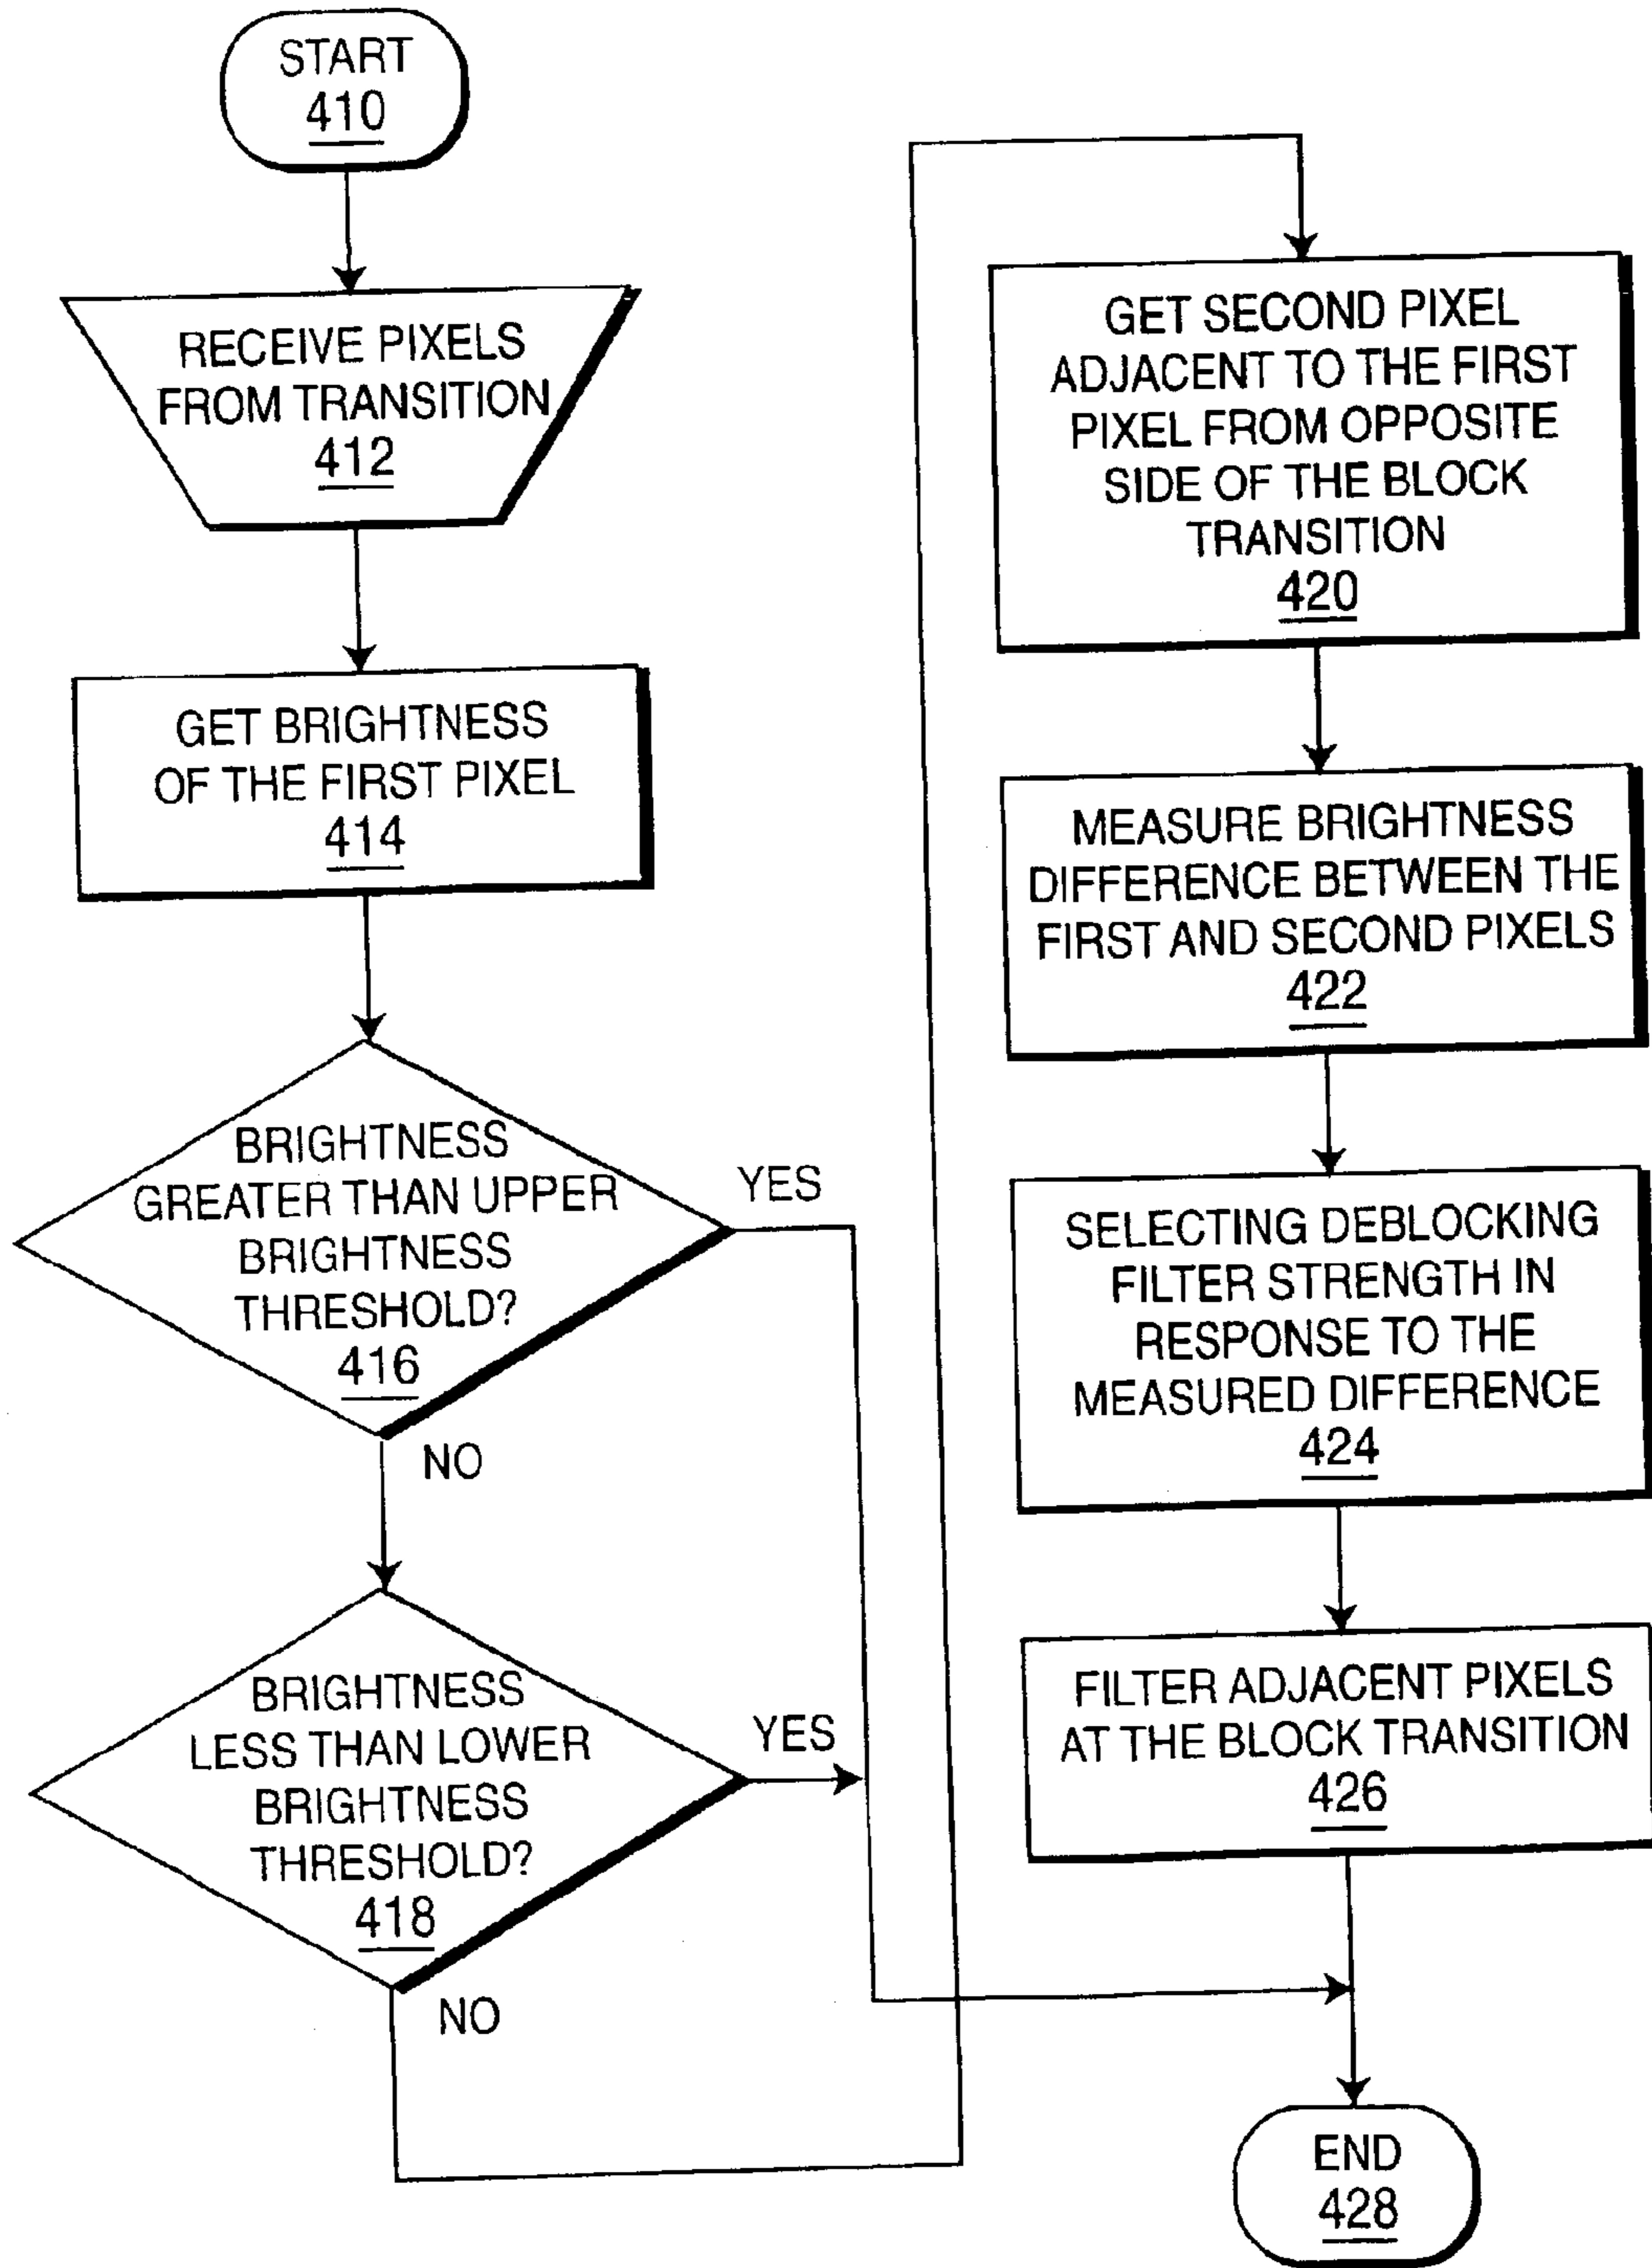 START
410
RECEIVE PIXELS
FROM TRANSITION
412
GET BRIGHTNESS
OF THE FIRST PIXEL
414
BRIGHTNESS
GREATER THAN UPPER
BRIGHTNESS
THRESHOLD?
416
YES
NO
BRIGHTNESS
LESS THAN LOWER
BRIGHTNESS
THRESHOLD?
418
YES
NO
GET SECOND PIXEL
ADJACENT TO THE FIRST
PIXEL FROM OPPOSITE
SIDE OF THE BLOCK
TRANSITION
420
MEASURE BRIGHTNESS
DIFFERENCE BETWEEN THE
FIRST AND SECOND PIXELS
422
SELECTING DEBLOCKING
FILTER STRENGTH IN
RESPONSE TO THE
MEASURED DIFFERENCE
424
FILTER ADJACENT PIXELS
AT THE BLOCK TRANSITION
426
END
428